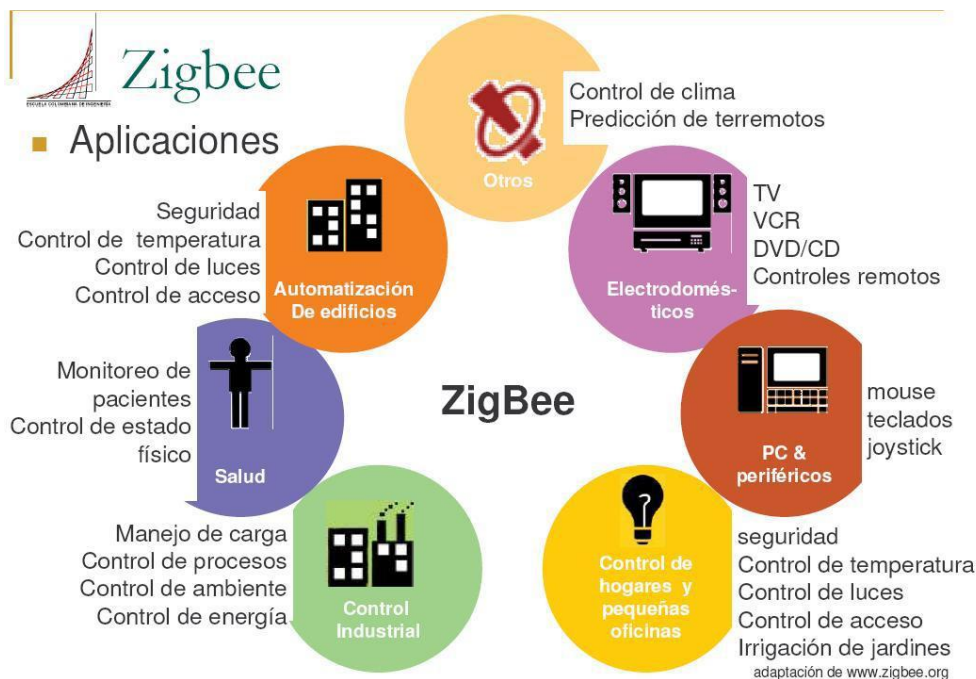 ESCUELA COLOMBIANA DE INGENIERÍA
Zigbee
Aplicaciones
Otros
Control de clima
Predicción de terremotos
Electrodomés-
ticos
TV
VCR
DVD/CD
Controles remotos
PC &
periféricos
mouse
teclados
joystick
Control de
hogares y
pequeñas
oficinas
seguridad
Control de temperatura
Control de luces
Control de acceso
Irrigación de jardines
Control
Industrial
Manejo de carga
Control de procesos
Control de ambiente
Control de energía
Salud
Monitoreo de
pacientes
Control de estado
físico
Automatización
De edificios
Seguridad
Control de temperatura
Control de luces
Control de acceso
ZigBee
?
adaptación de www.zigbee.org